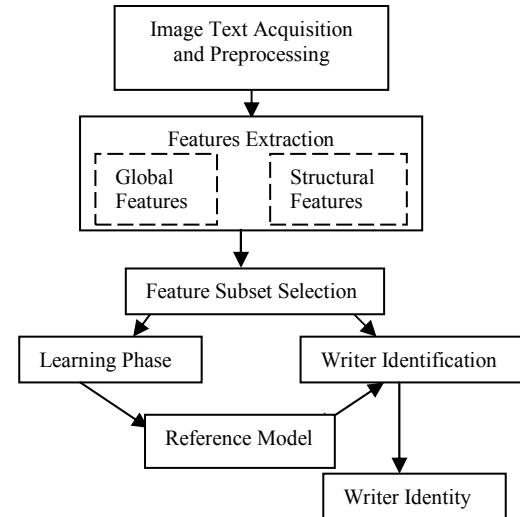 Image Text Acquisition
and Preprocessing
Features Extraction
Global
Features
Structural
Features
Feature Subset Selection
Learning Phase
Writer Identification
Reference Model
Writer Identity